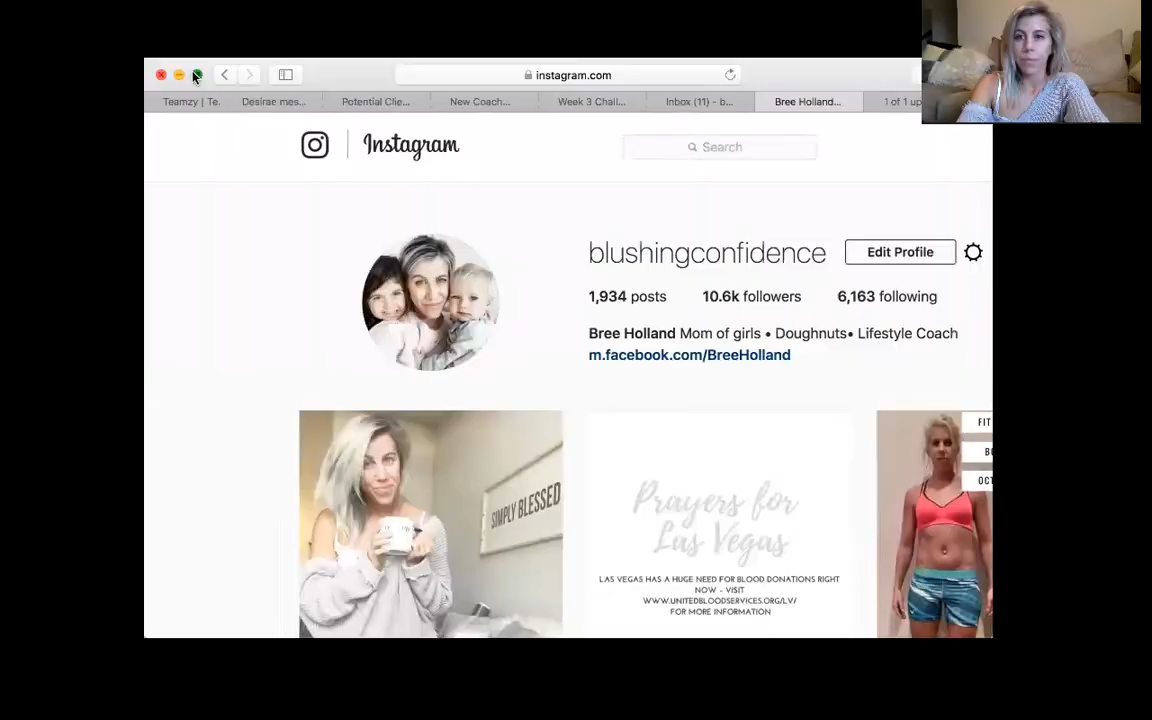 instagram.com
Teamzy | Te.
Desirae mes...
Potential Clie...
New Coach...
Week 3 Chall...
Inbox (11) - b...
Bree Holland...
1 of 1 up
Instagram
Search
blushingconfidence
Edit Profile
1,934 posts
10.6k followers
6,163 following
Bree Holland Mom of girls • Doughnuts• Lifestyle Coach
m.facebook.com/BreeHolland
SIMPLY BLESSED
Prayers for
Las Vegas
LAS VEGAS HAS A HUGE NEED FOR BLOOD DONATIONS RIGHT
NOW - VISIT
WWW.UNITEDBLOODSERVICES.ORG/LV/
FOR MORE INFORMATION
FIT
OCT